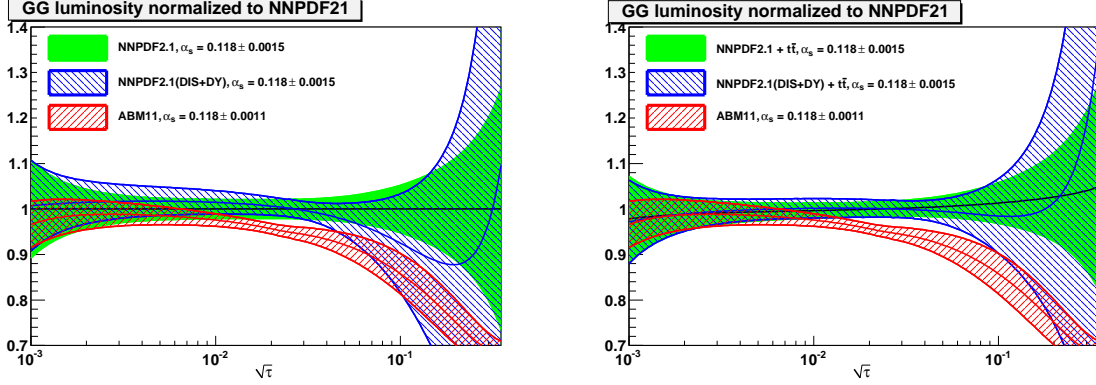 GG luminosity normalized to NNPDF21
1.4
1.3
1.2
1.1
1
0.9
0.8
0.7
NNPDF2.1, αs = 0.118 ± 0.0015
NNPDF2.1(DIS+DY), αs = 0.118 ± 0.0015
ABM11, αs = 0.118 ± 0.0011
10⁻³
10⁻²
10⁻¹
√τ
GG luminosity normalized to NNPDF21
1.4
1.3
1.2
1.1
1
0.9
0.8
0.7
NNPDF2.1 + tt̄, αs = 0.118 ± 0.0015
NNPDF2.1(DIS+DY) + tt̄, αs = 0.118 ± 0.0015
ABM11, αs = 0.118 ± 0.0011
10⁻³
10⁻²
10⁻¹
√τ